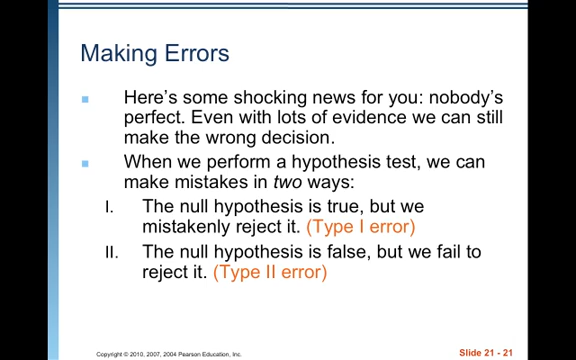 Making Errors
Here's some shocking news for you: nobody's
perfect. Even with lots of evidence we can still
make the wrong decision.
When we perform a hypothesis test, we can
make mistakes in two ways:
I. The null hypothesis is true, but we
mistakenly reject it. (Type I error)
II. The null hypothesis is false, but we fail to
reject it. (Type II error)
Copyright © 2010, 2007, 2004 Pearson Education, Inc.
Slide 21 - 21